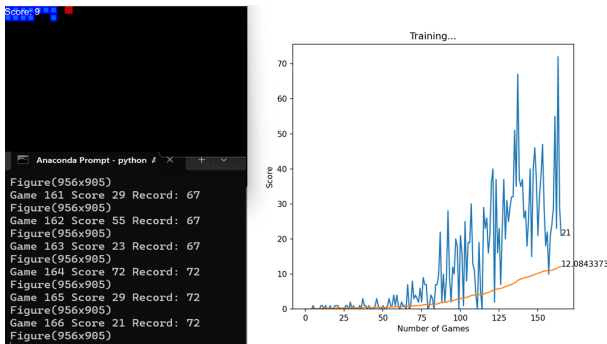 Score: 9
Anaconda Prompt - python
Figure(956x905)
Game 161 Score 29 Record: 67
Figure(956x905)
Game 162 Score 55 Record: 67
Figure(956x905)
Game 163 Score 23 Record: 67
Figure(956x905)
Game 164 Score 72 Record: 72
Figure(956x905)
Game 165 Score 29 Record: 72
Figure(956x905)
Game 166 Score 21 Record: 72
Figure(956x905)
Training...
Score
70
60
50
40
30
20
10
0
21
12.0843373
0 25 50 75 100 125 150
Number of Games